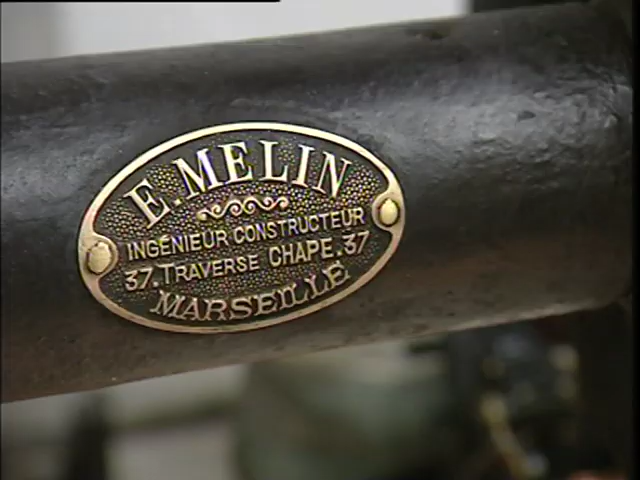 E. MELIN
INGÉNIEUR CONSTRUCTEUR
37. TRAVERSE CHAPE. 37
MARSEILLE